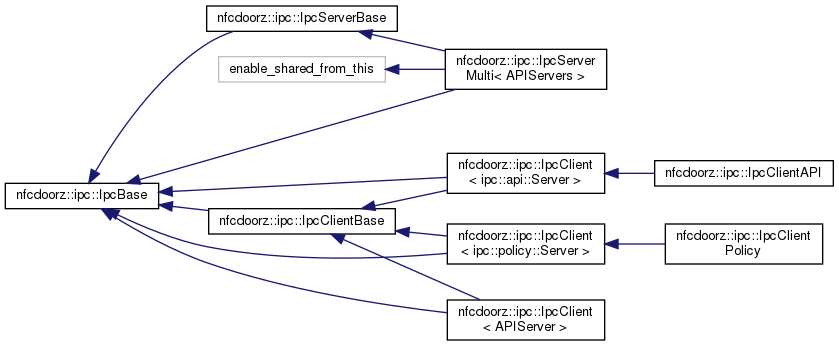 nfcdoorz::ipc::IpcServerBase
enable_shared_from_this
nfcdoorz::ipc::IpcServer
Multi< APIServers >
nfcdoorz::ipc::IpcBase
nfcdoorz::ipc::IpcClientBase
nfcdoorz::ipc::IpcClient
< ipc::api::Server >
nfcdoorz::ipc::IpcClientAPI
nfcdoorz::ipc::IpcClient
< ipc::policy::Server >
nfcdoorz::ipc::IpcClient
Policy
nfcdoorz::ipc::IpcClient
< APIServer >